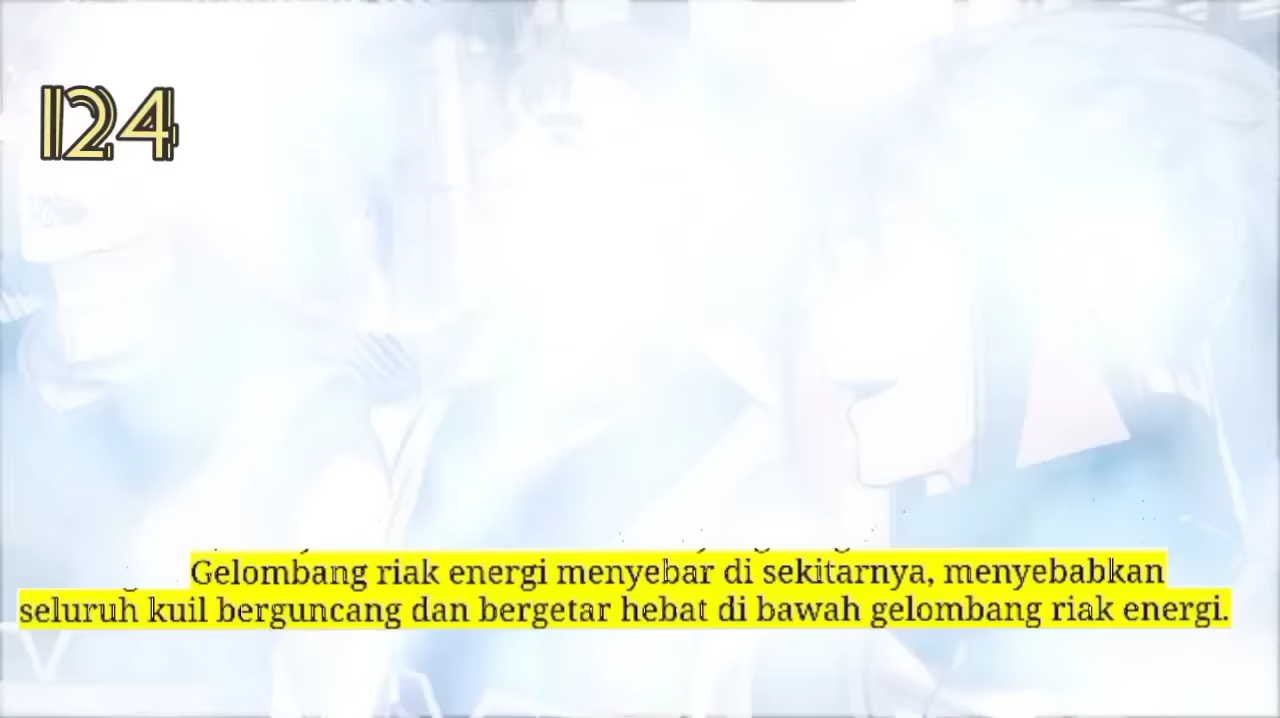 124
Gelombang riak energi menyebar di sekitarnya, menyebabkan
seluruh kuil berguncang dan bergetar hebat di bawah gelombang riak energi.